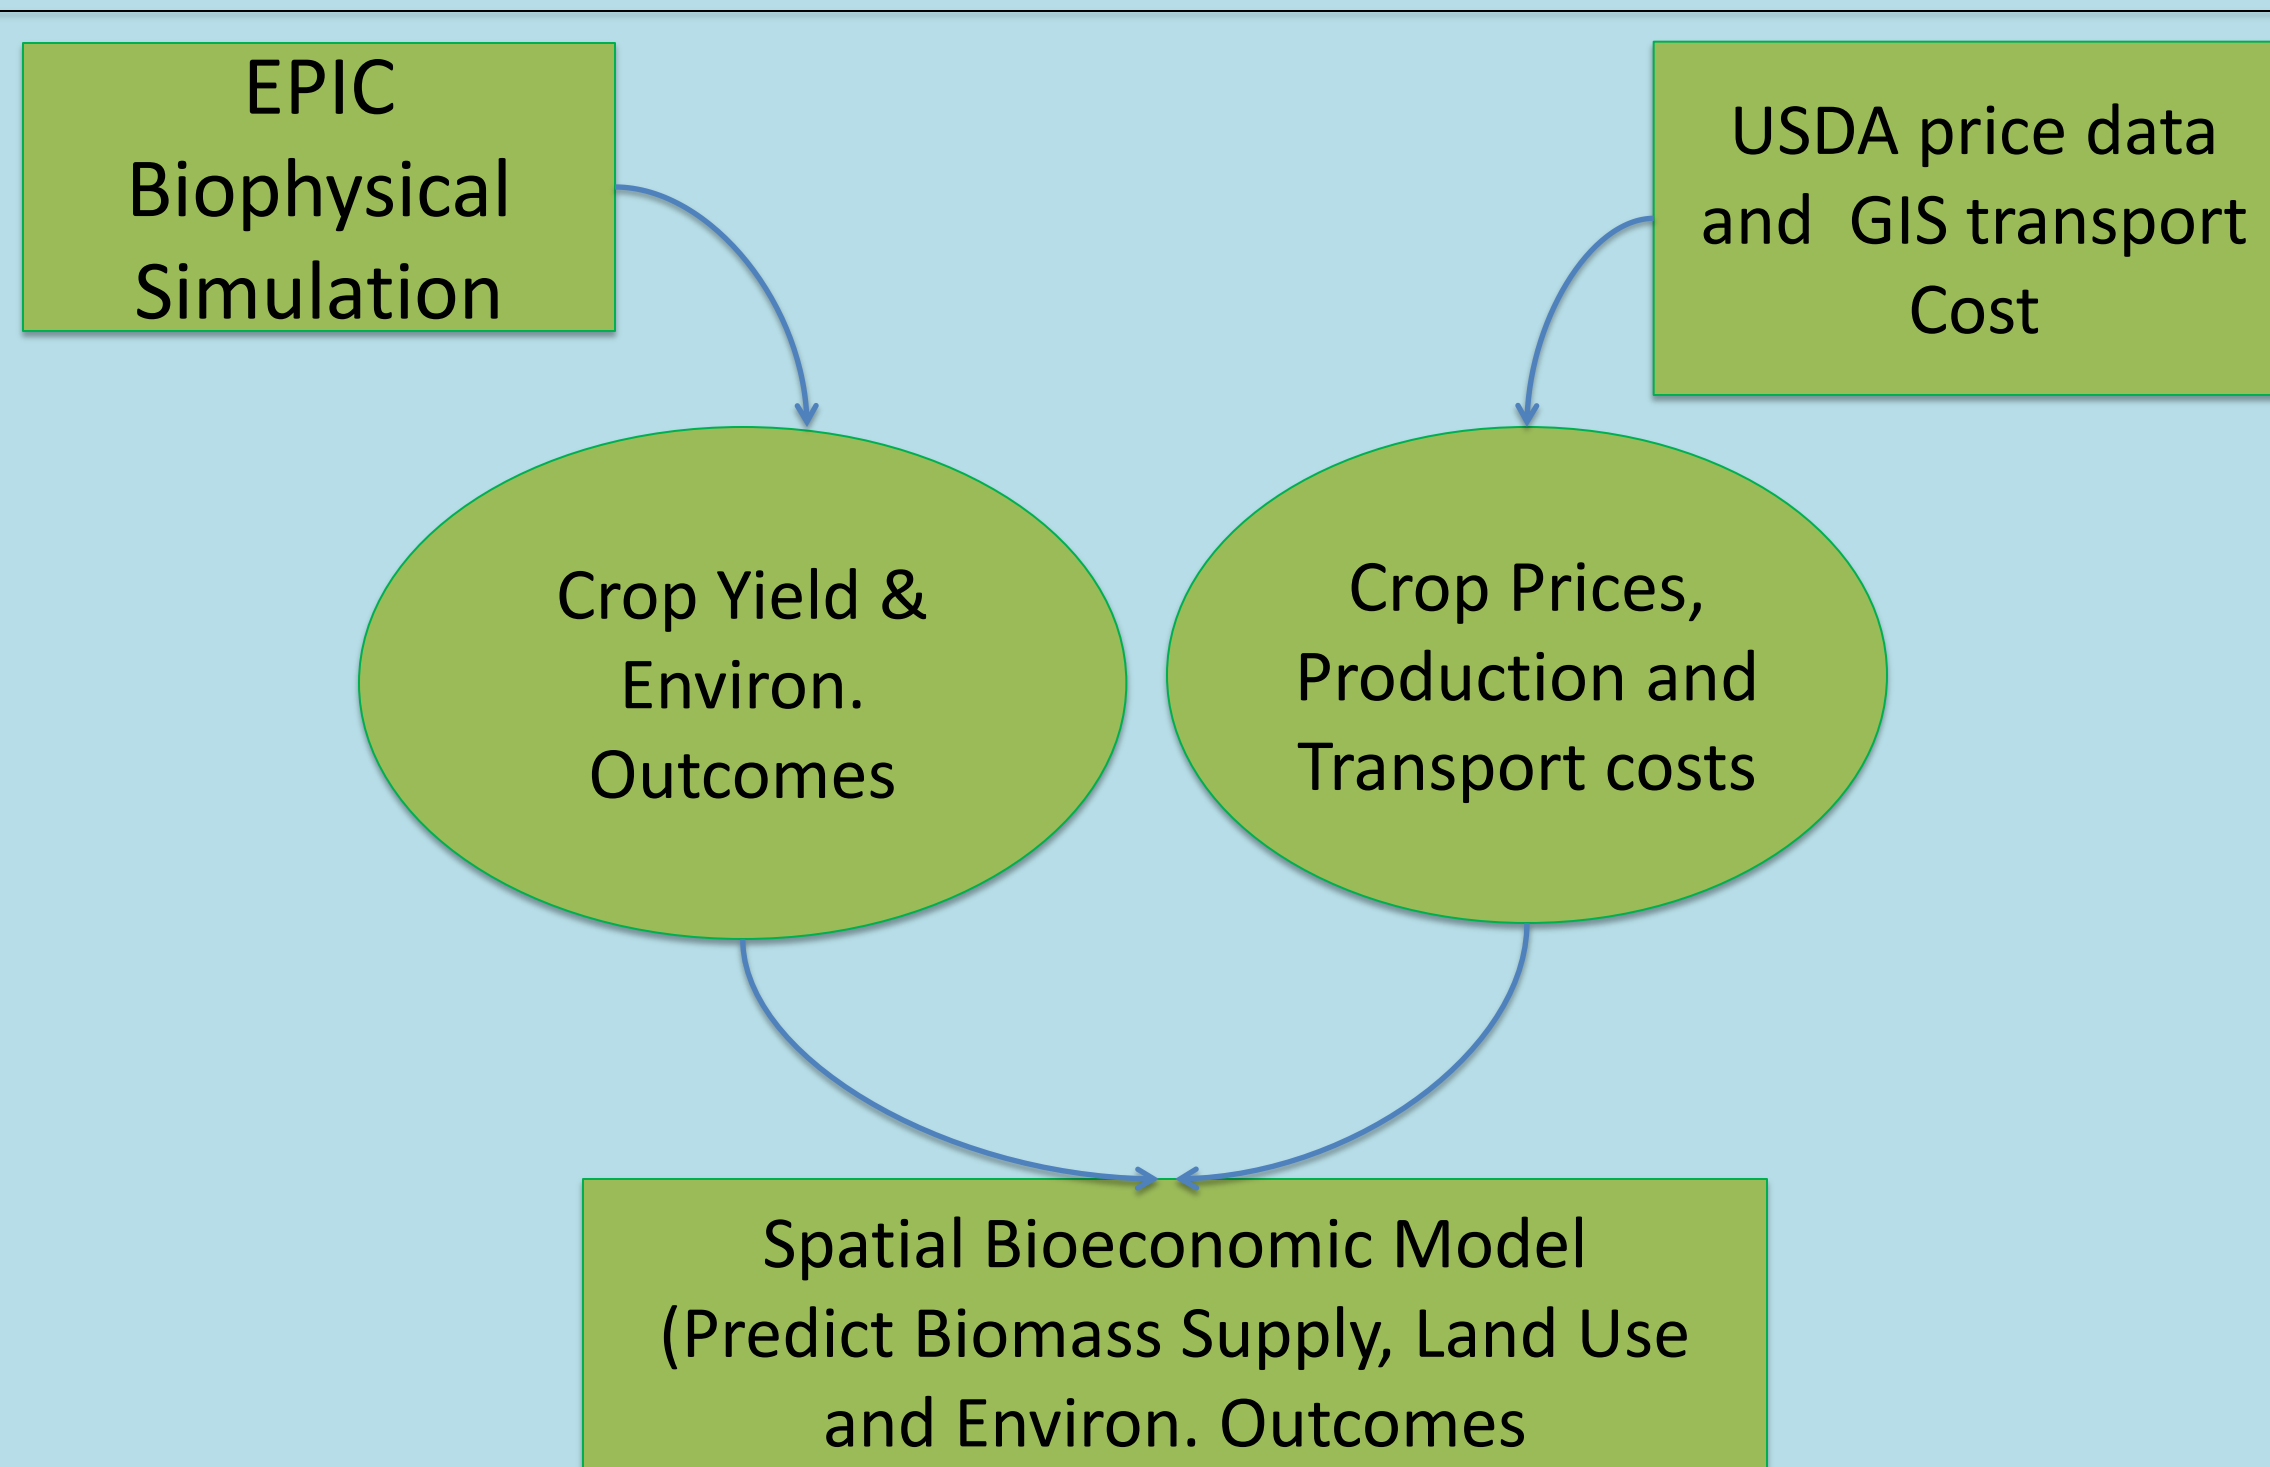 EPIC
Biophysical
Simulation
USDA price data
and  GIS transport
Cost
Crop Yield &
Environ.
Outcomes
Crop Prices,
Production and
Transport costs
Spatial Bioeconomic Model
(Predict Biomass Supply, Land Use
and Environ. Outcomes